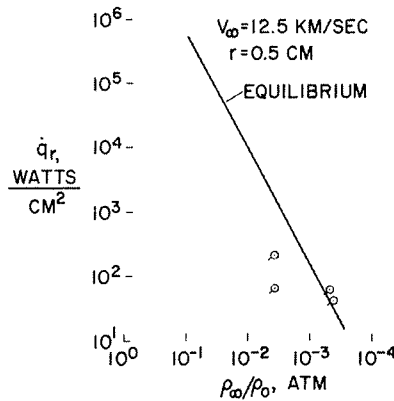 10⁶
V∞=12.5 KM/SEC
r=0.5 CM
10⁵
EQUILIBRIUM
10⁴
q̇r,
WATTS
CM²
10³
10²
10¹
10⁰ 10⁻¹ 10⁻² 10⁻³ 10⁻⁴
ρ∞/ρ₀, ATM